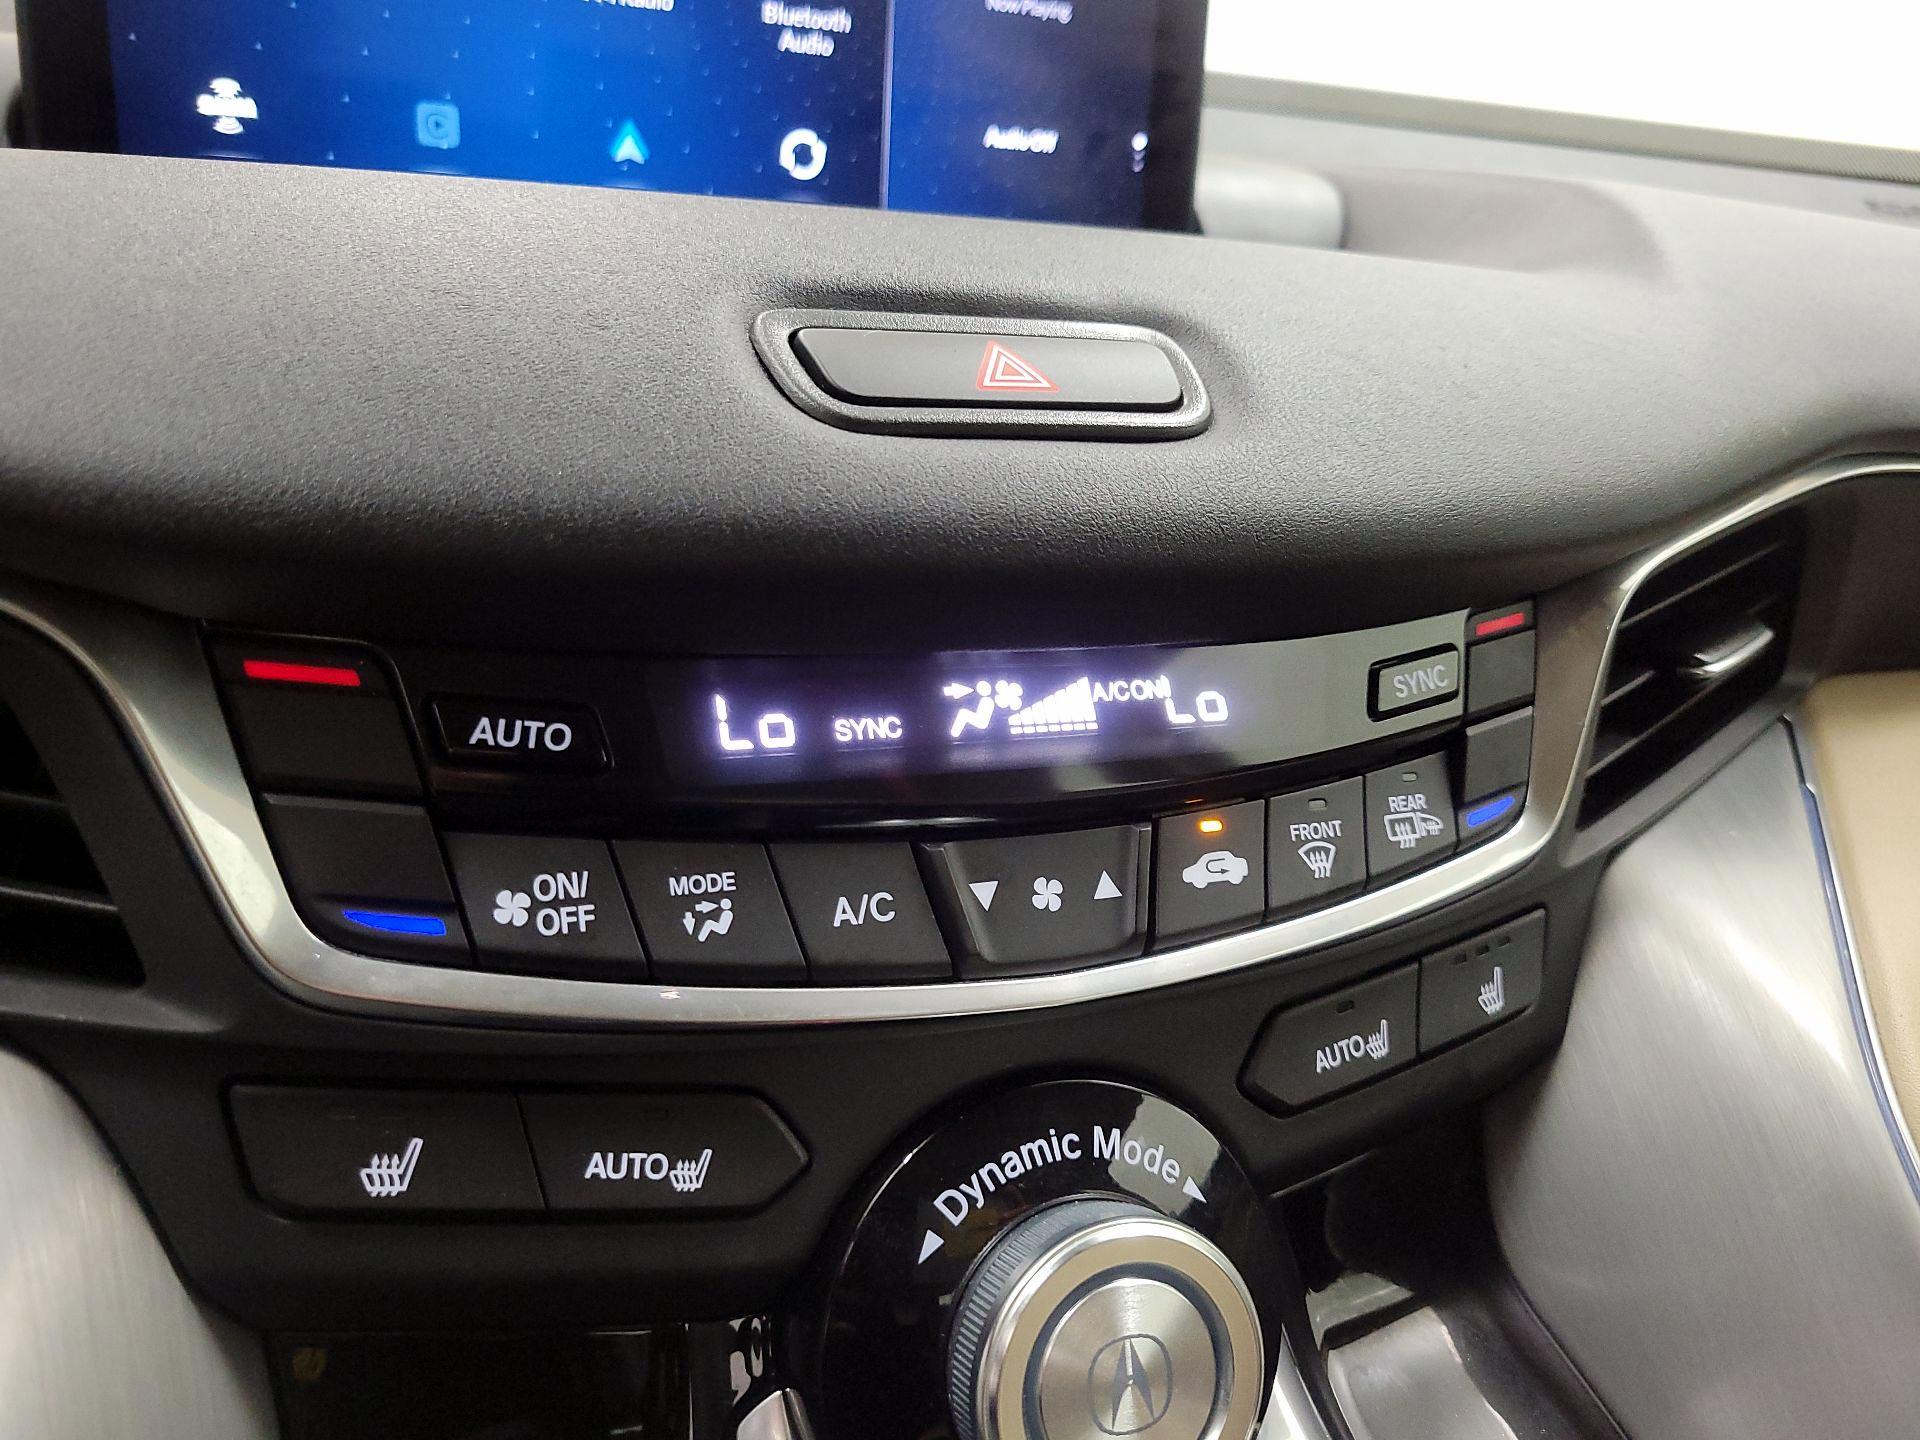 Radio
Bluetooth
Audio
Now Playing
Audio Off
AUTO
Lo
SYNC
A/C ON
Lo
SYNC
ON/
OFF
MODE
A/C
FRONT
REAR
AUTO
AUTO
Dynamic Mode